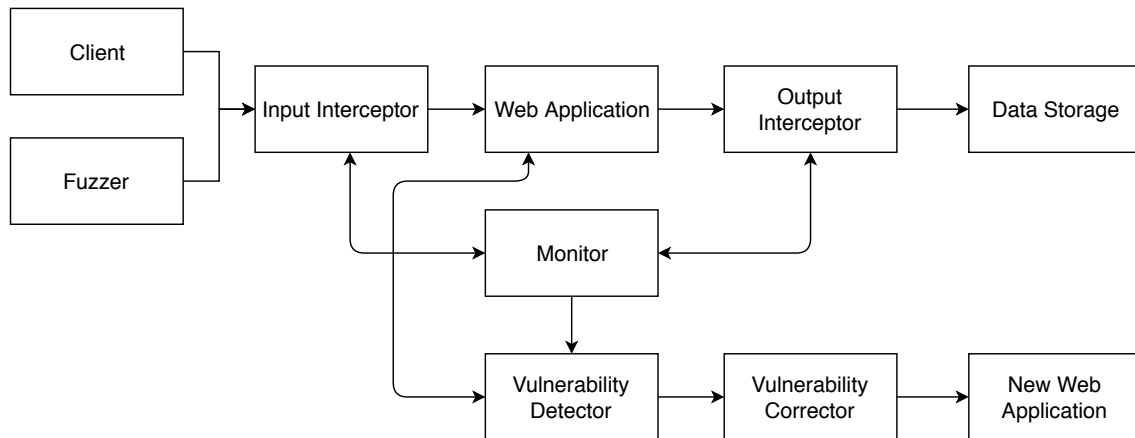 Client
Fuzzer
Input Interceptor
Web Application
Output
Interceptor
Data Storage
Monitor
Vulnerability
Detector
Vulnerability
Corrector
New Web
Application